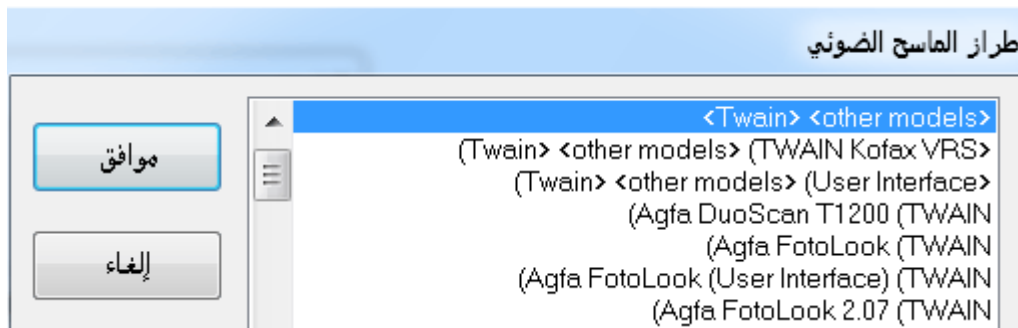 طراز الماسح الضوئي
<Twain> <other models>
(Twain> <other models> (TWAIN Kofax VRS>
(Twain> <other models> (User Interface>
(Agfa DuoScan T1200 (TWAIN
(Agfa FotoLook (TWAIN
(Agfa FotoLook (User Interface) (TWAIN
(Agfa FotoLook 2.07 (TWAIN
موافق
إلغاء